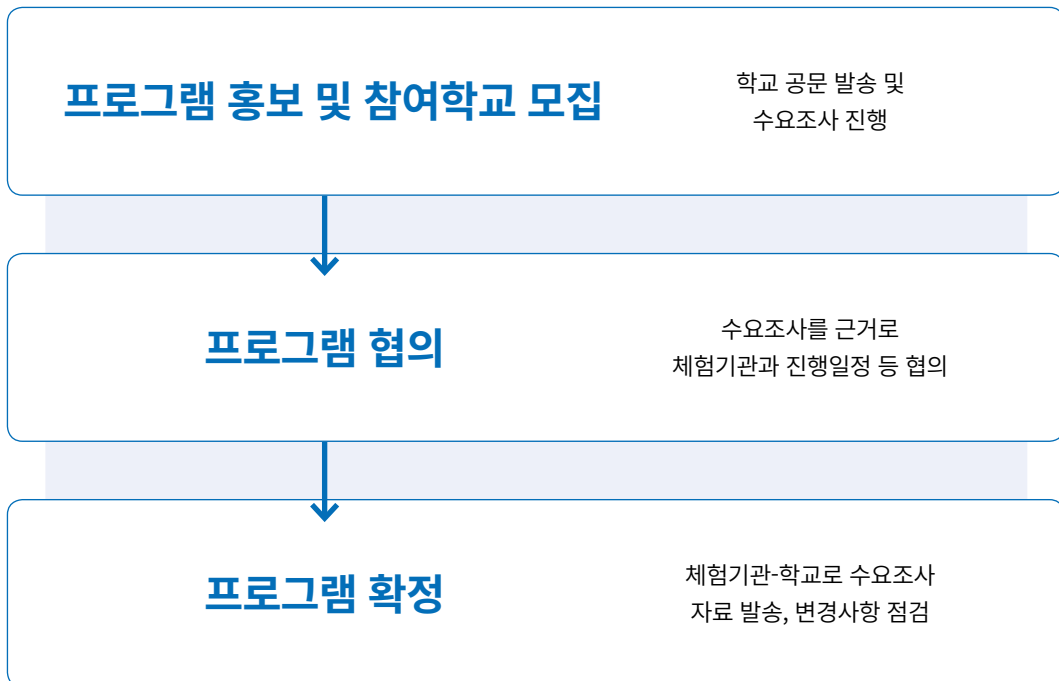 프로그램 홍보 및 참여학교 모집
학교 공문 발송 및
수요조사 진행
프로그램 협의
수요조사를 근거로
체험기관과 진행일정 등 협의
프로그램 확정
체험기관-학교로 수요조사
자료 발송, 변경사항 점검